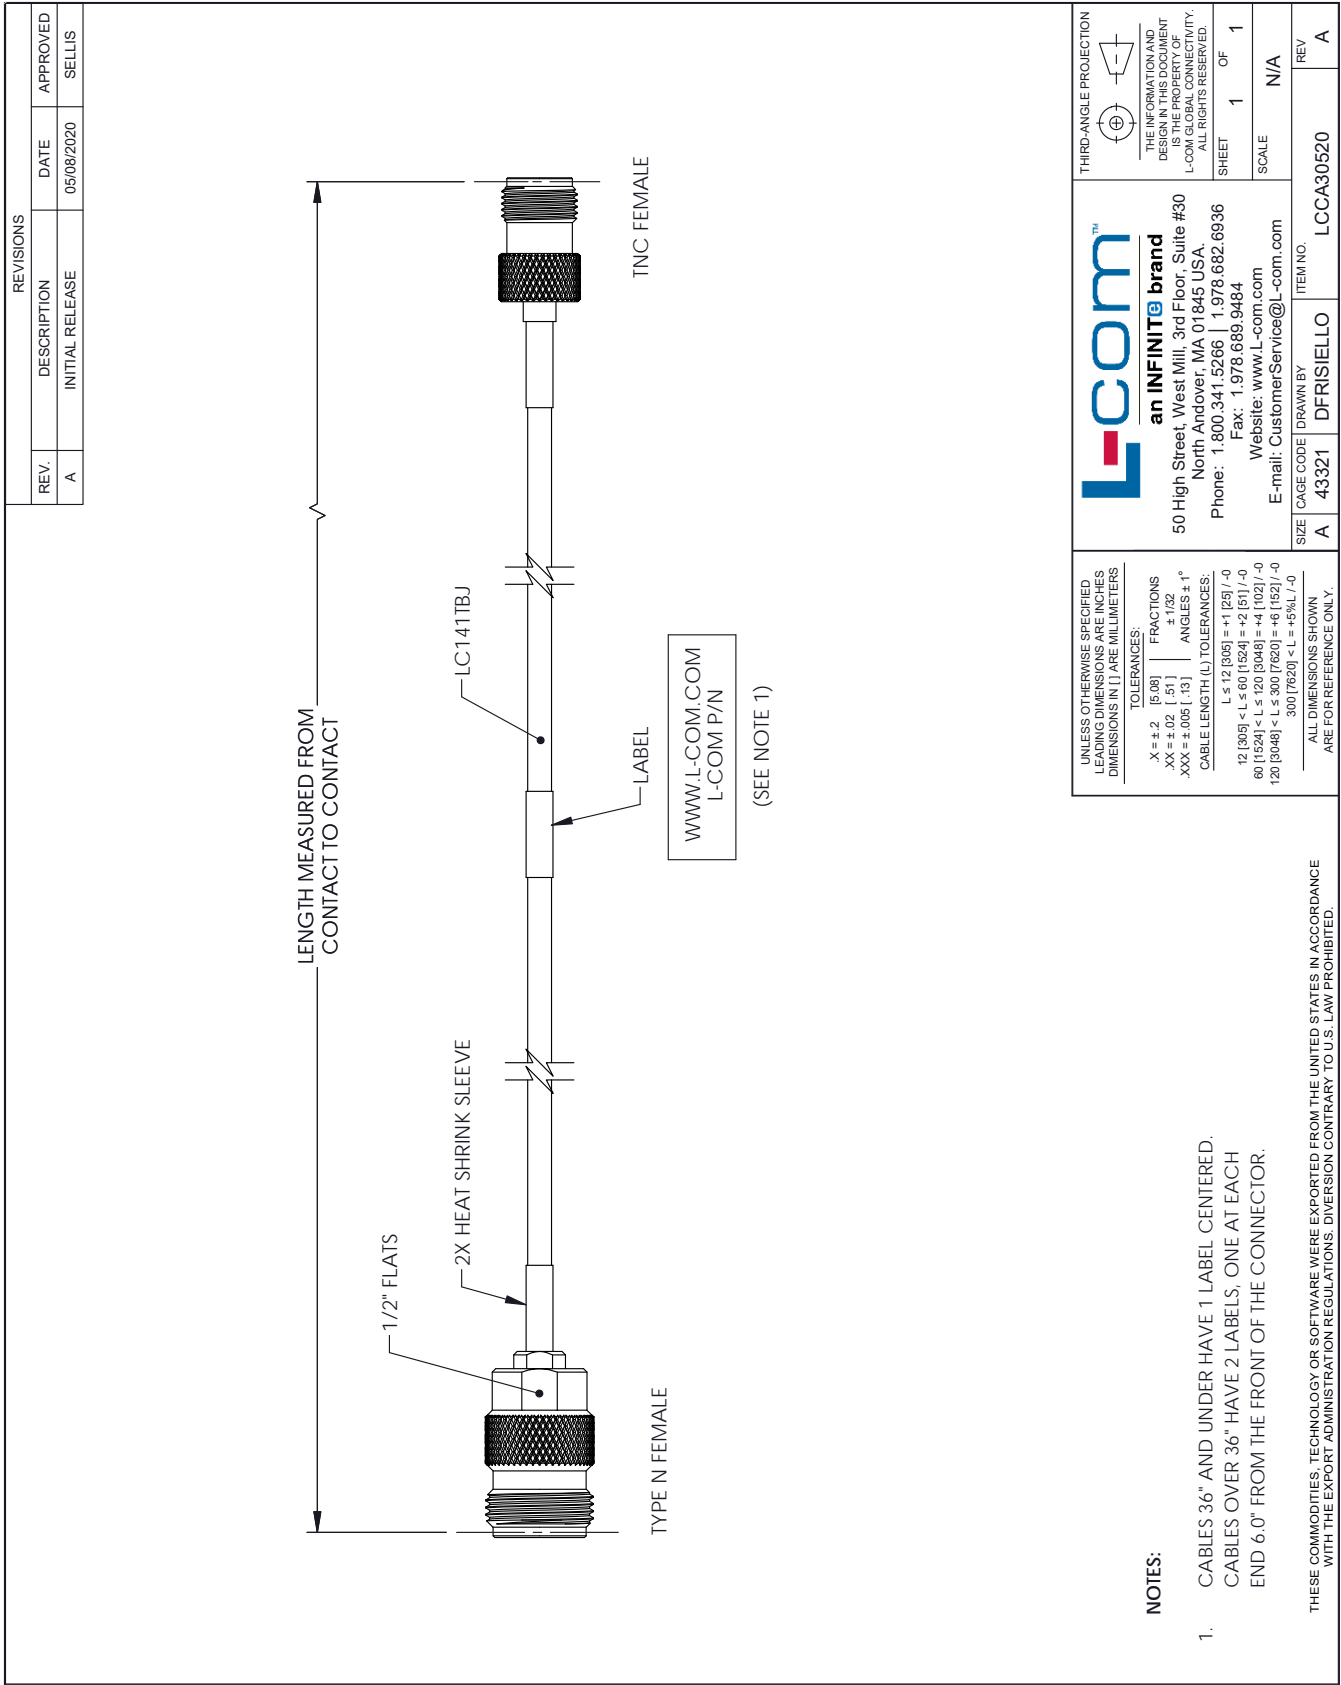 REVISIONS
REV. DESCRIPTION DATE APPROVED
A INITIAL RELEASE 05/08/2020 SELLIS
LENGTH MEASURED FROM
CONTACT TO CONTACT
1/2" FLATS
2X HEAT SHRINK SLEEVE
LC141TBJ
LABEL
WWW.L-COM.COM
L-COM P/N
(SEE NOTE 1)
TYPE N FEMALE
TNC FEMALE
NOTES:
1. CABLES 36" AND UNDER HAVE 1 LABEL CENTERED.
CABLES OVER 36" HAVE 2 LABELS, ONE AT EACH
END 6.0" FROM THE FRONT OF THE CONNECTOR.
THESE COMMODITIES, TECHNOLOGY OR SOFTWARE WERE EXPORTED FROM THE UNITED STATES IN ACCORDANCE
WITH THE EXPORT ADMINISTRATION REGULATIONS. DIVERSION CONTRARY TO U.S. LAW PROHIBITED.
UNLESS OTHERWISE SPECIFIED
LEADING DIMENSIONS ARE INCHES
DIMENSIONS IN [ ] ARE MILLIMETERS
TOLERANCES:
.X = ±.2 [5.08] FRACTIONS
.XX = ±.02 [ .51 ] ± 1/32
.XXX = ±.005 [ .13] ANGLES ± 1°
CABLE LENGTH (L) TOLERANCES:
L ≤ 12 [305] = +1 [25] / -0
12 [305] < L ≤ 60 [1524] = +2 [51] / -0
60 [1524] < L ≤ 120 [3048] = +4 [102] / -0
120 [3048] < L ≤ 300 [7620] = +6 [152] / -0
300 [7620] < L = +5%L / -0
ALL DIMENSIONS SHOWN
ARE FOR REFERENCE ONLY.
L-com™
an INFINITe brand
50 High Street, West Mill, 3rd Floor, Suite #30
North Andover, MA 01845 USA.
Phone: 1.800.341.5266 | 1.978.682.6936
Fax: 1.978.689.9484
Website: www.L-com.com
E-mail: CustomerService@L-com.com
THIRD-ANGLE PROJECTION
THE INFORMATION AND
DESIGN IN THIS DOCUMENT
IS THE PROPERTY OF
L-COM GLOBAL CONNECTIVITY.
ALL RIGHTS RESERVED.
SHEET 1 OF 1
SCALE N/A
SIZE A
CAGE CODE 43321
DRAWN BY DFRISIELLO
ITEM NO. LCCA30520
REV A